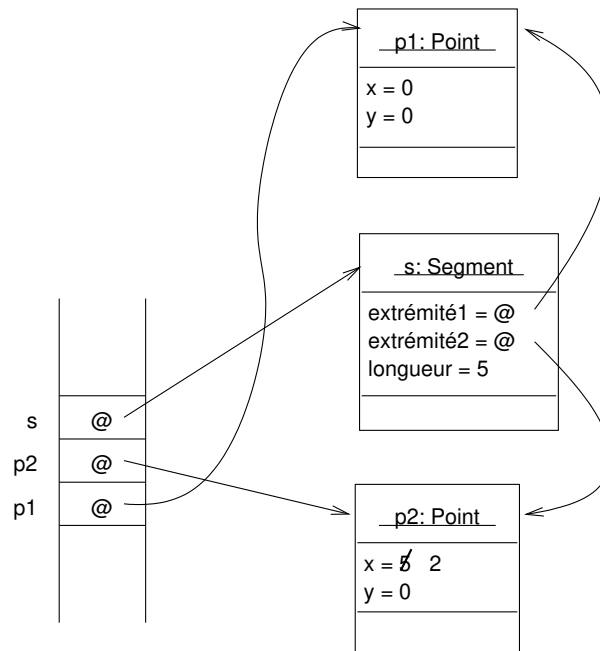 p1: Point
x = 0
y = 0
s: Segment
extrémité1 = @
extrémité2 = @
longueur = 5
s @
p2 @
p1 @
p2: Point
x = 5 2
y = 0